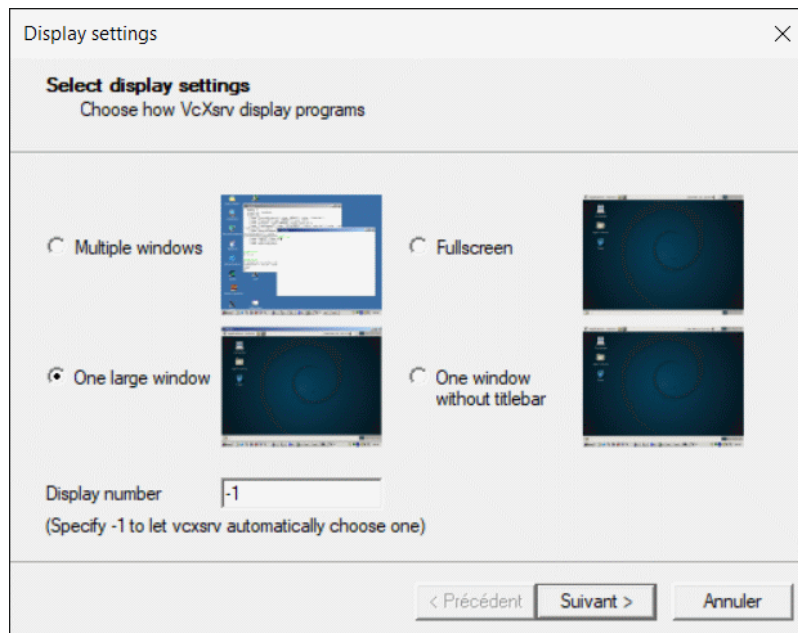 Display settings
Select display settings
Choose how VcXsrv display programs
Multiple windows
Fullscreen
One large window
One window
without titlebar
Display number
-1
(Specify -1 to let vcxsrv automatically choose one)
< Précédent
Suivant >
Annuler